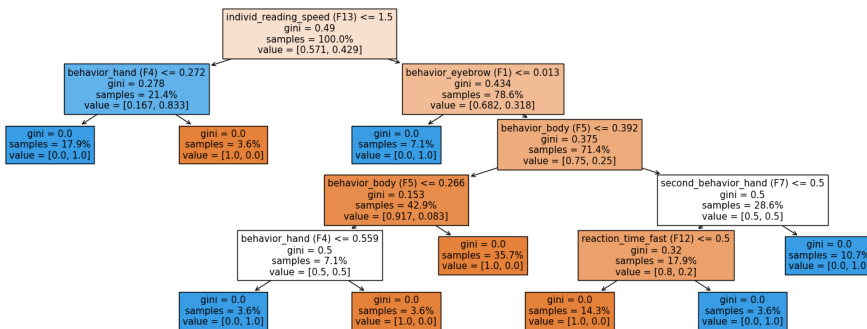 individ_reading_speed (F13) <= 1.5
gini = 0.49
samples = 100.0%
value = [0.571, 0.429]
behavior_hand (F4) <= 0.272
gini = 0.278
samples = 21.4%
value = [0.167, 0.833]
behavior_eyebrow (F1) <= 0.013
gini = 0.434
samples = 78.6%
value = [0.682, 0.318]
gini = 0.0
samples = 17.9%
value = [0.0, 1.0]
gini = 0.0
samples = 3.6%
value = [1.0, 0.0]
gini = 0.0
samples = 7.1%
value = [0.0, 1.0]
behavior_body (F5) <= 0.392
gini = 0.375
samples = 71.4%
value = [0.75, 0.25]
behavior_body (F5) <= 0.266
gini = 0.153
samples = 42.9%
value = [0.917, 0.083]
second_behavior_hand (F7) <= 0.5
gini = 0.5
samples = 28.6%
value = [0.5, 0.5]
behavior_hand (F4) <= 0.559
gini = 0.5
samples = 7.1%
value = [0.5, 0.5]
gini = 0.0
samples = 35.7%
value = [1.0, 0.0]
reaction_time_fast (F12) <= 0.5
gini = 0.32
samples = 17.9%
value = [0.8, 0.2]
gini = 0.0
samples = 10.7%
value = [0.0, 1.0]
gini = 0.0
samples = 3.6%
value = [0.0, 1.0]
gini = 0.0
samples = 3.6%
value = [1.0, 0.0]
gini = 0.0
samples = 14.3%
value = [1.0, 0.0]
gini = 0.0
samples = 3.6%
value = [0.0, 1.0]